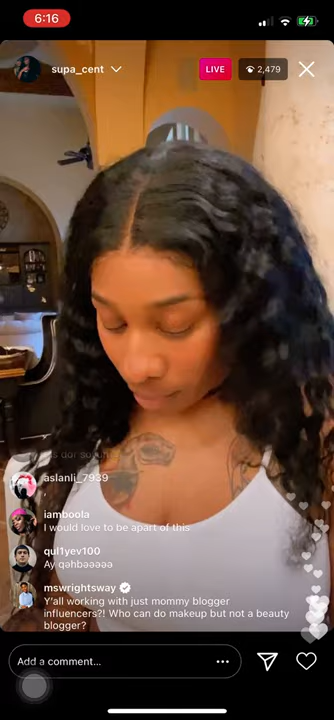 6:16
supa_cent
LIVE
2,479
aslanli_7939
iamboola
I would love to be apart of this
qul1yev100
Ay qəhbəəəəə
mswrightsway
Y'all working with just mommy blogger
influencers?! Who can do makeup but not a beauty
blogger?
Add a comment...